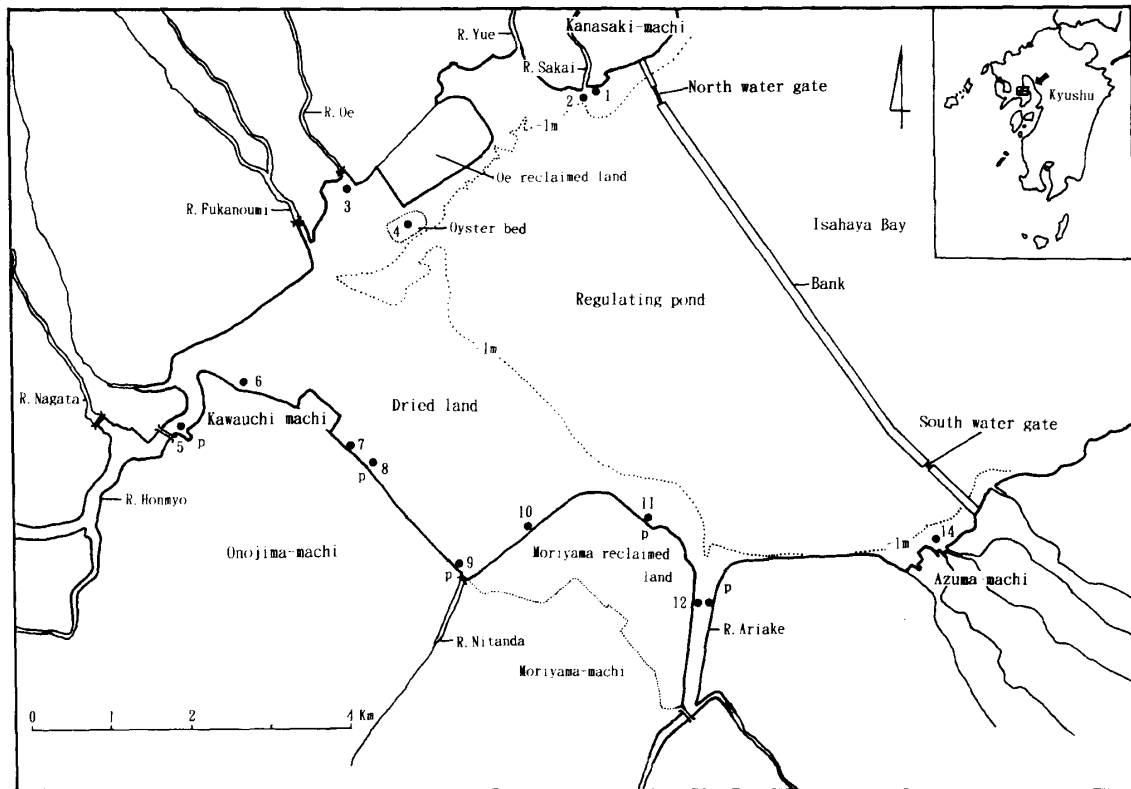 R.Yue
Kanasaki-machi
R.Sakai
North water gate
Kyushu
2
1
-1m
R.Oe
Oe reclaimed land
3
R.Fukanoumi
4
Oyster bed
Isahaya Bay
Regulating pond
Bank
-1m
6
R.Nagata
Kawauchi machi
Dried land
5
p
7
p
8
South water gate
R.Honmyo
10
11
p
14
Onojima-machi
Moriyama reclaimed
land
-1m
Azuma machi
9
p
12
p
R.Nitanda
R.Ariake
Moriyama-machi
0 1 2 4 Km